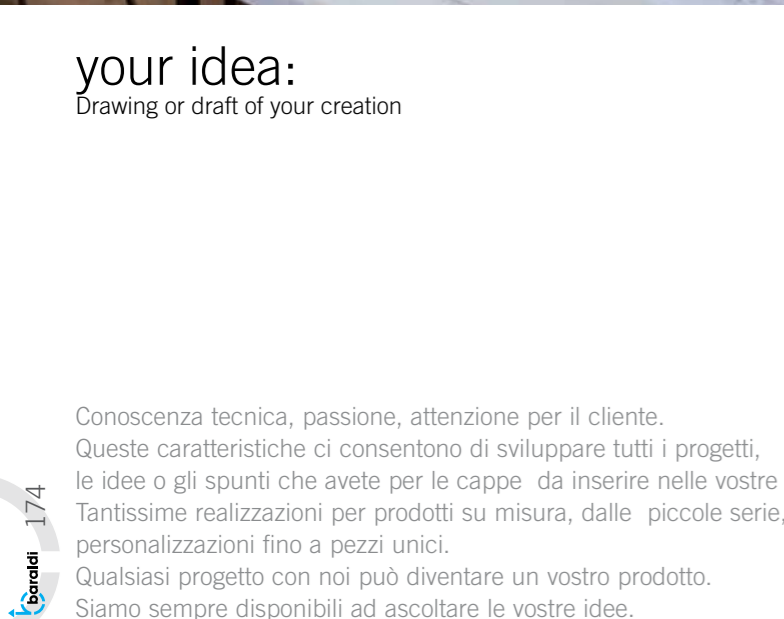 your idea:
Drawing or draft of your creation
Conoscenza tecnica, passione, attenzione per il cliente.
Queste caratteristiche ci consentono di sviluppare tutti i progetti,
le idee o gli spunti che avete per le cappe  da inserire nelle vostre
Tantissime realizzazioni per prodotti su misura, dalle  piccole serie,
personalizzazioni fino a pezzi unici.
Qualsiasi progetto con noi può diventare un vostro prodotto.
Siamo sempre disponibili ad ascoltare le vostre idee.
174
baraldi